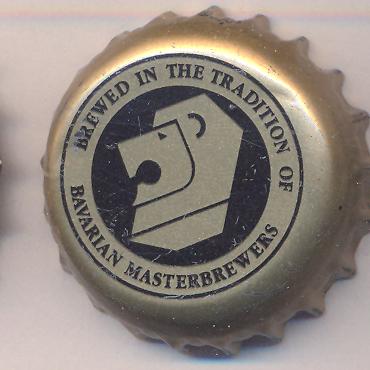 BREWED IN THE TRADITION OF
BAVARIAN MASTERBREWERS